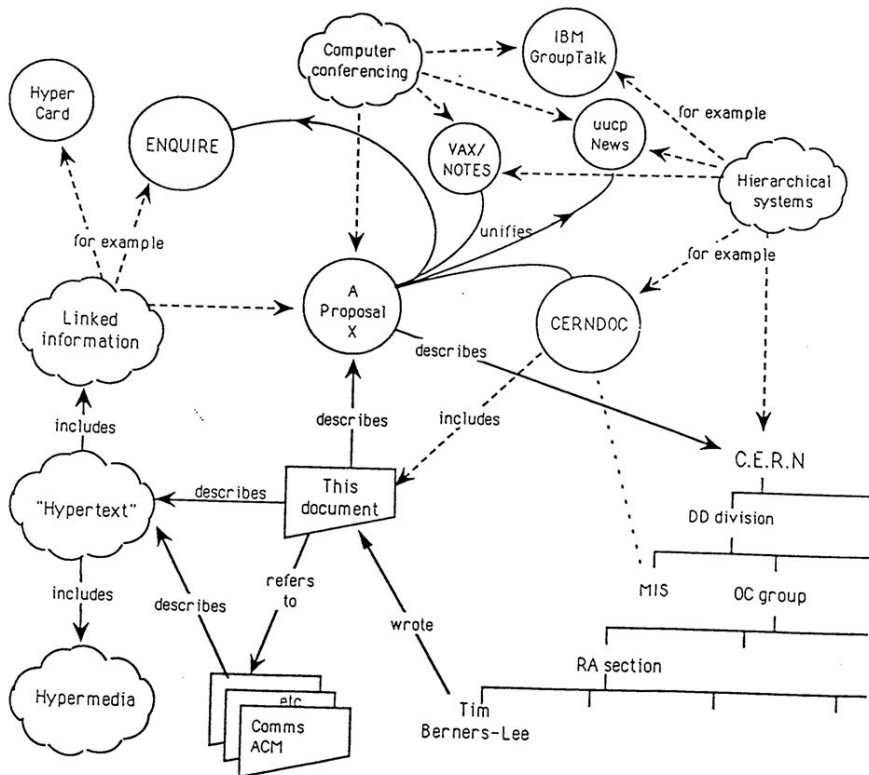 IBM
GroupTalk
Computer
conferencing
Hyper
Card
for example
uucp
News
ENQUIRE
VAX/
NOTES
Hierarchical
systems
unifies
for example
for example
A
Proposal
X
Linked
information
CERNDOC
describes
includes
describes
includes
C.E.R.N
This
document
describes
"Hypertext"
DD division
refers
to
MIS
OC group
includes
describes
wrote
RA section
Hypermedia
etc
Tim
Berners-Lee
Comms
ACM